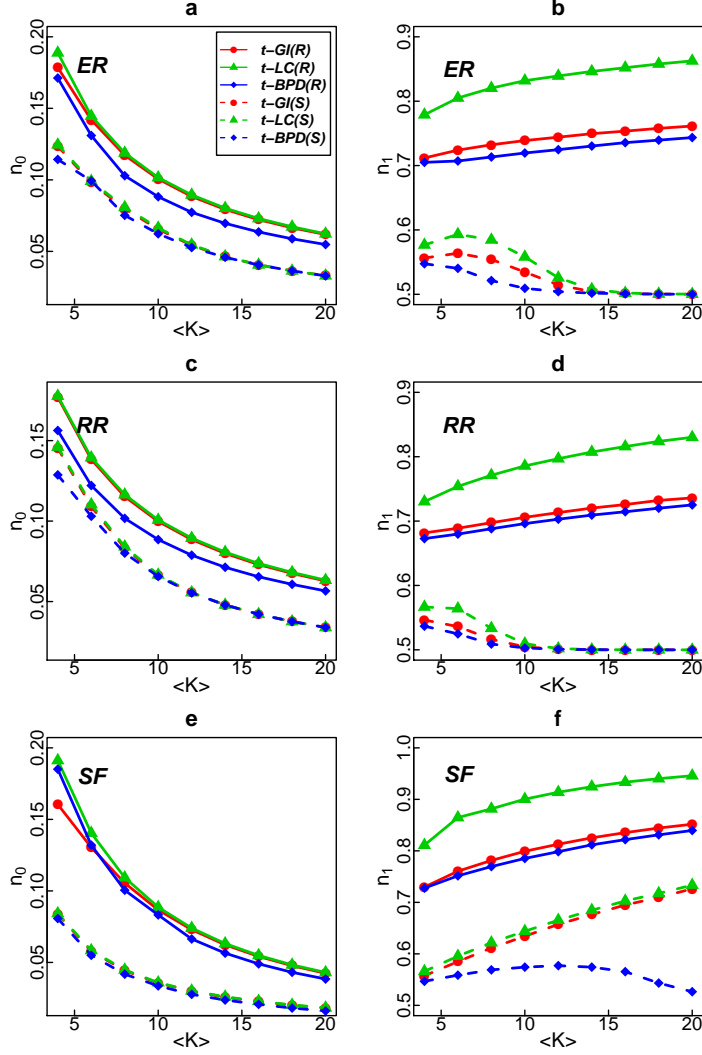 a
ER
t-GI(R)
t-LC(R)
t-BPD(R)
t-GI(S)
t-LC(S)
t-BPD(S)
0.20
0.15
0.10
0.05
n0
5 10 15 20
<K>
b
ER
0.9
0.8
0.7
0.6
0.5
n1
5 10 15 20
<K>
c
RR
0.15
0.10
0.05
n0
5 10 15 20
<K>
d
RR
0.9
0.8
0.7
0.6
0.5
n1
5 10 15 20
<K>
e
SF
0.20
0.15
0.10
0.05
n0
5 10 15 20
<K>
f
SF
1.0
0.9
0.8
0.7
0.6
0.5
n1
5 10 15 20
<K>